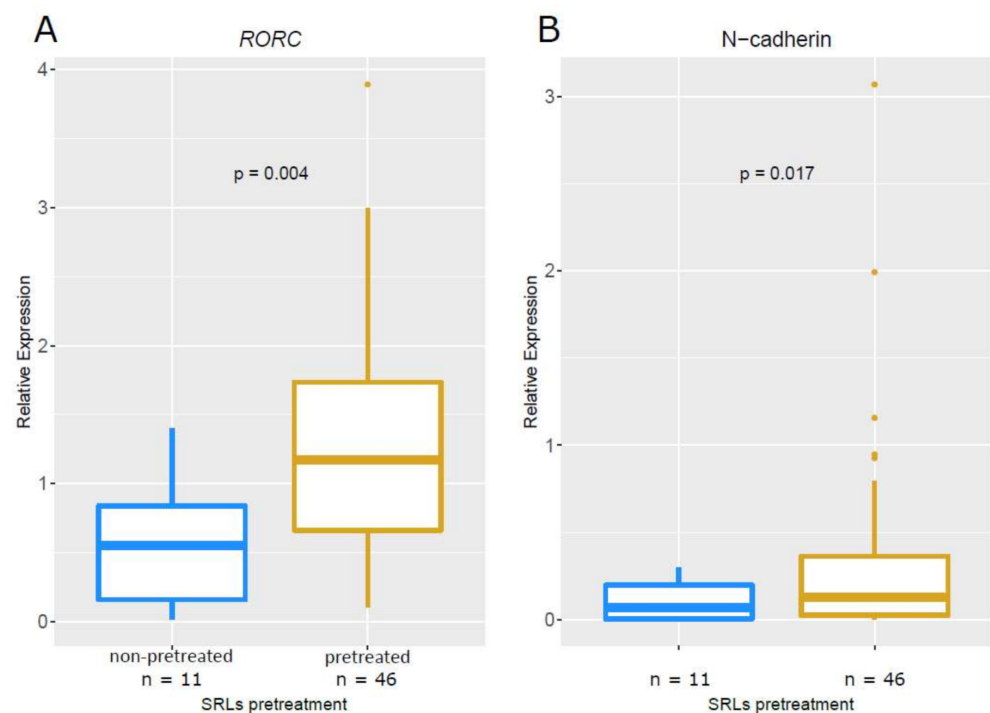 A
RORC
4
3
2
1
0
Relative Expression
p = 0.004
non-pretreated
pretreated
n = 11
n = 46
SRLs pretreatment
B
N-cadherin
3
2
1
0
Relative Expression
p = 0.017
n = 11
n = 46
SRLs pretreatment